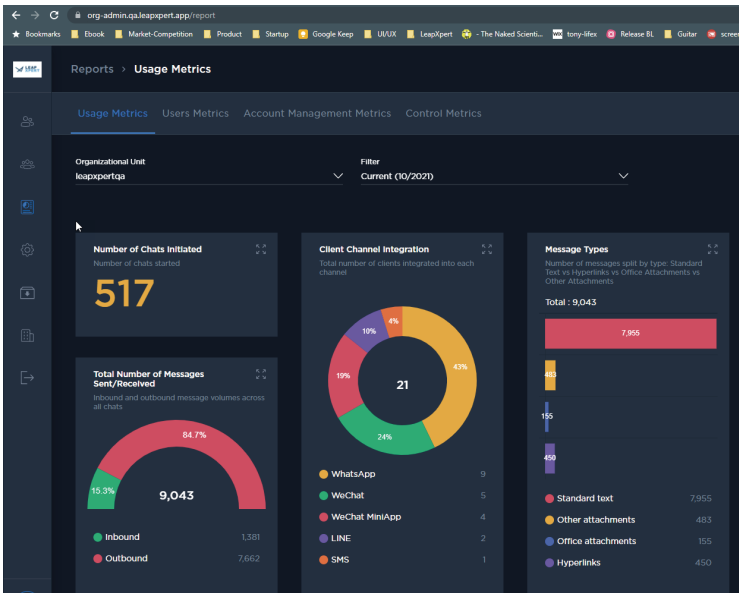 org-admin.qa.leapxpert.app/report
Bookmarks Ebook Market-Competition Product Startup Google Keep UI/UX LeapXpert - The Naked Scienti... tony-lifex Release BL Guitar screen
LEAP XPERT
Reports > Usage Metrics
Usage Metrics Users Metrics Account Management Metrics Control Metrics
Organizational Unit
leapxpertqa
Filter
Current (10/2021)
Number of Chats Initiated
Number of chats started
517
Total Number of Messages
Sent/Received
Inbound and outbound message volumes across
all chats
84.7%
15.3%
9,043
Inbound 1,381
Outbound 7,662
Client Channel Integration
Total number of clients integrated into each
channel
4%
10%
43%
19%
21
24%
WhatsApp 9
WeChat 5
WeChat MiniApp 4
LINE 2
SMS 1
Message Types
Number of messages split by type: Standard
Text vs Hyperlinks vs Office Attachments vs
Other Attachments
Total : 9,043
7,955
483
155
450
Standard text 7,955
Other attachments 483
Office attachments 155
Hyperlinks 450